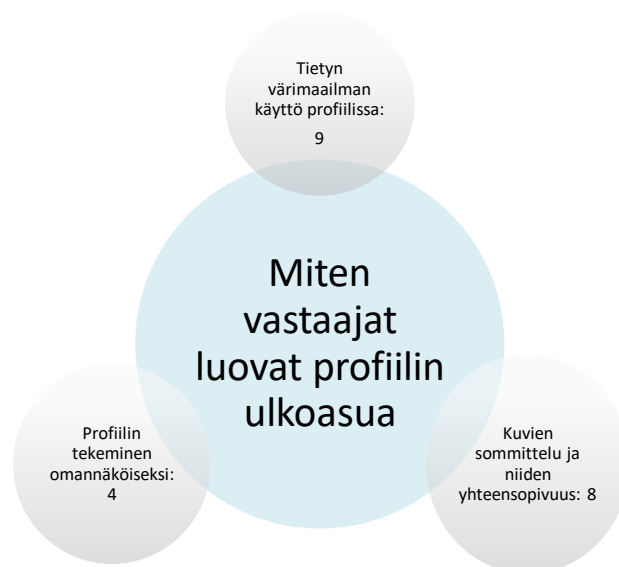 Tietyn
värimaailman
käyttö profiilissa:
9
Miten
vastaajat
luovat profiilin
ulkoasua
Profiilin
tekeminen
omannäköiseksi:
4
Kuvien
sommittelu ja
niiden
yhteensopivuus: 8